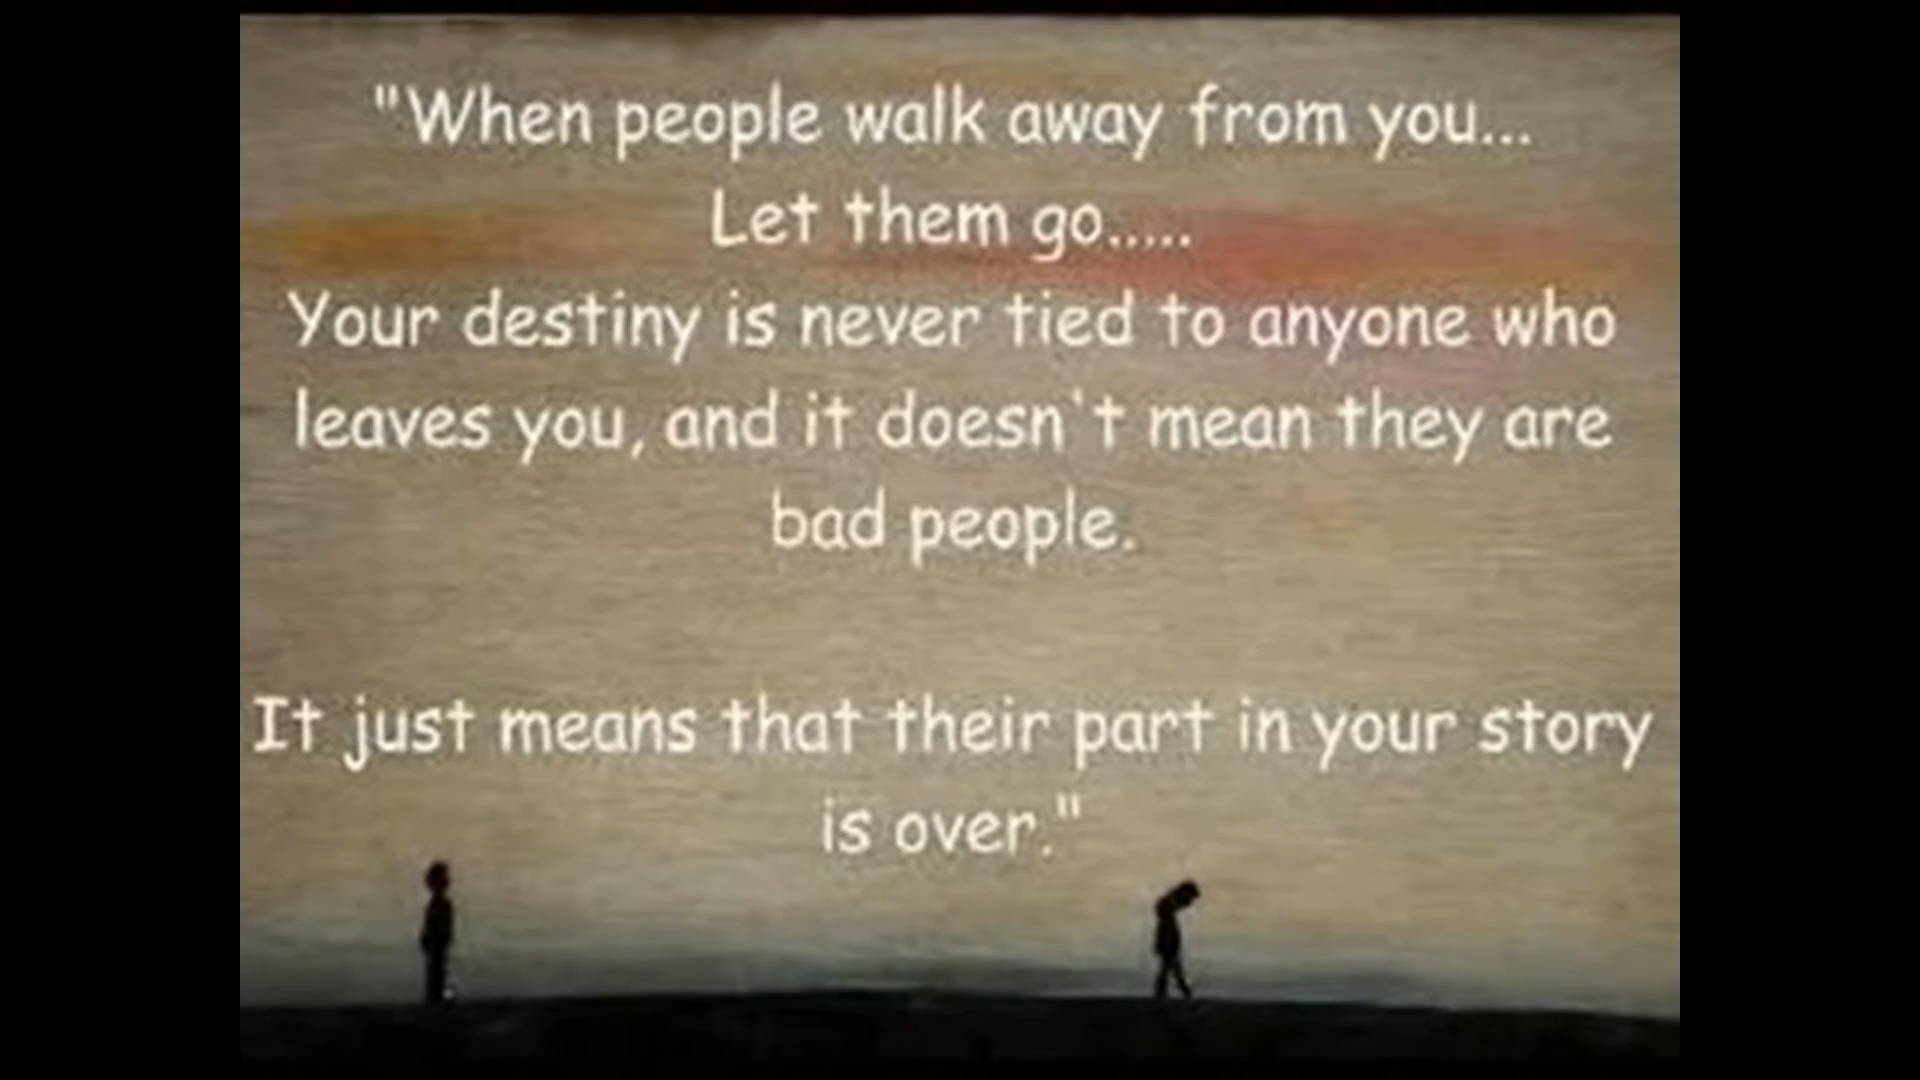 "When people walk away from you...
Let them go.....
Your destiny is never tied to anyone who
leaves you, and it doesn't mean they are
bad people.
It just means that their part in your story
is over."